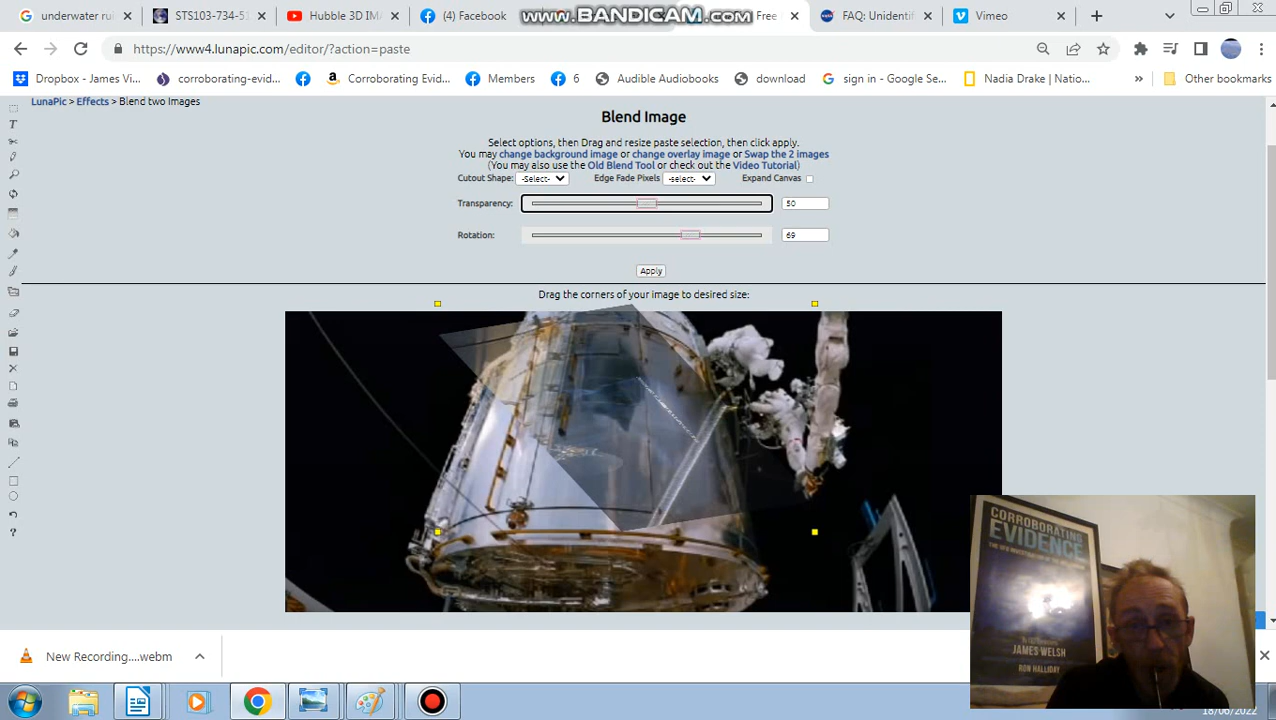 underwater rui
STS103-734-5
Hubble 3D IM
(4) Facebook
www.BANDICAM.com
Free
FAQ: Unidentif
Vimeo
https://www4.lunapic.com/editor/?action=paste
Dropbox - James Vi...
corroborating-evid...
Corroborating Evid...
Members
6
Audible Audiobooks
download
sign in - Google Se...
Nadia Drake | Natio...
»
Other bookmarks
LunaPic > Effects > Blend two Images
Blend Image
Select options, then Drag and resize paste selection, then click apply.
You may change background image or change overlay image or Swap the 2 images
(You may also use the Old Blend Tool or check out the Video Tutorial)
Cutout Shape: -Select- Edge Fade Pixels -select- Expand Canvas
Transparency: 50
Rotation: 69
Apply
Drag the corners of your image to desired size:
CORROBORATING
EVIDENCE
JAMES WELSH
RON HALLIDAY
New Recording....webm
18/06/2022